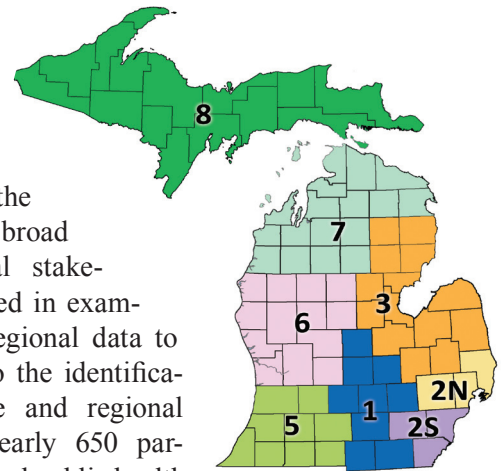 8
the
broad
al stake-
ed in exam-
egional data to
o the identifica-
e and regional
early 650 par-
7
3
6
2N
1
2S
5